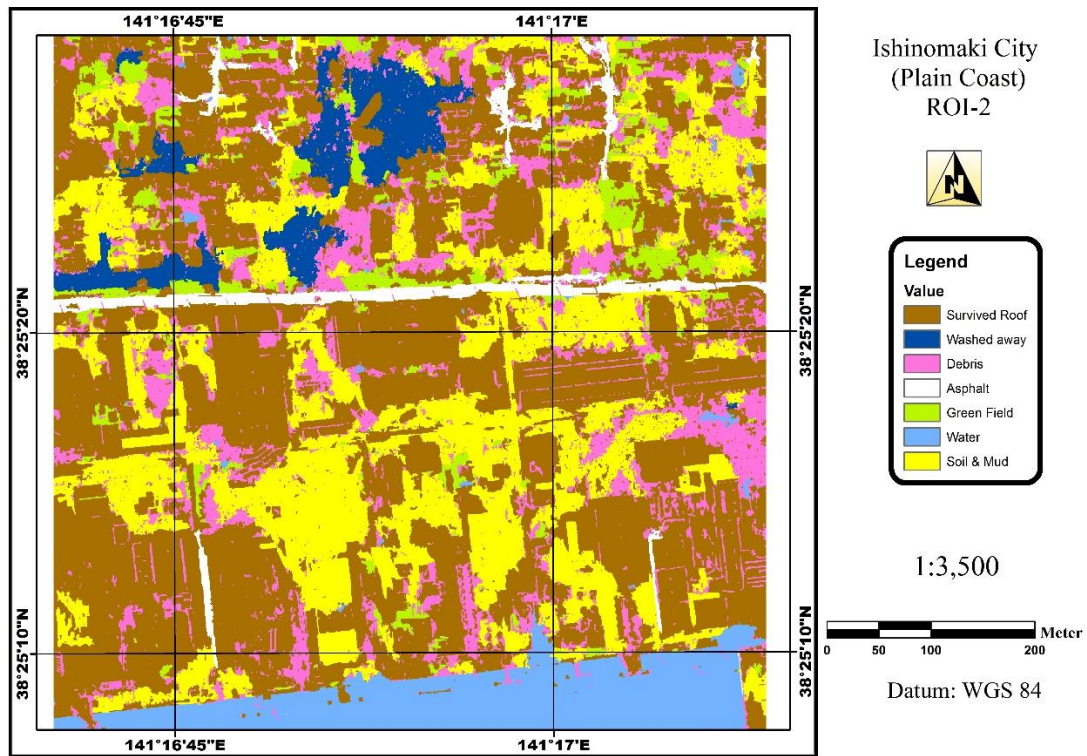 141°16'45"E
141°17'E
38°25'20"N
38°25'20"N
38°25'10"N
38°25'10"N
141°16'45"E
141°17'E
Ishinomaki City
(Plain Coast)
ROI-2
N
Legend
Value
Survived Roof
Washed away
Debris
Asphalt
Green Field
Water
Soil & Mud
1:3,500
Meter
0 50 100 200
Datum: WGS 84